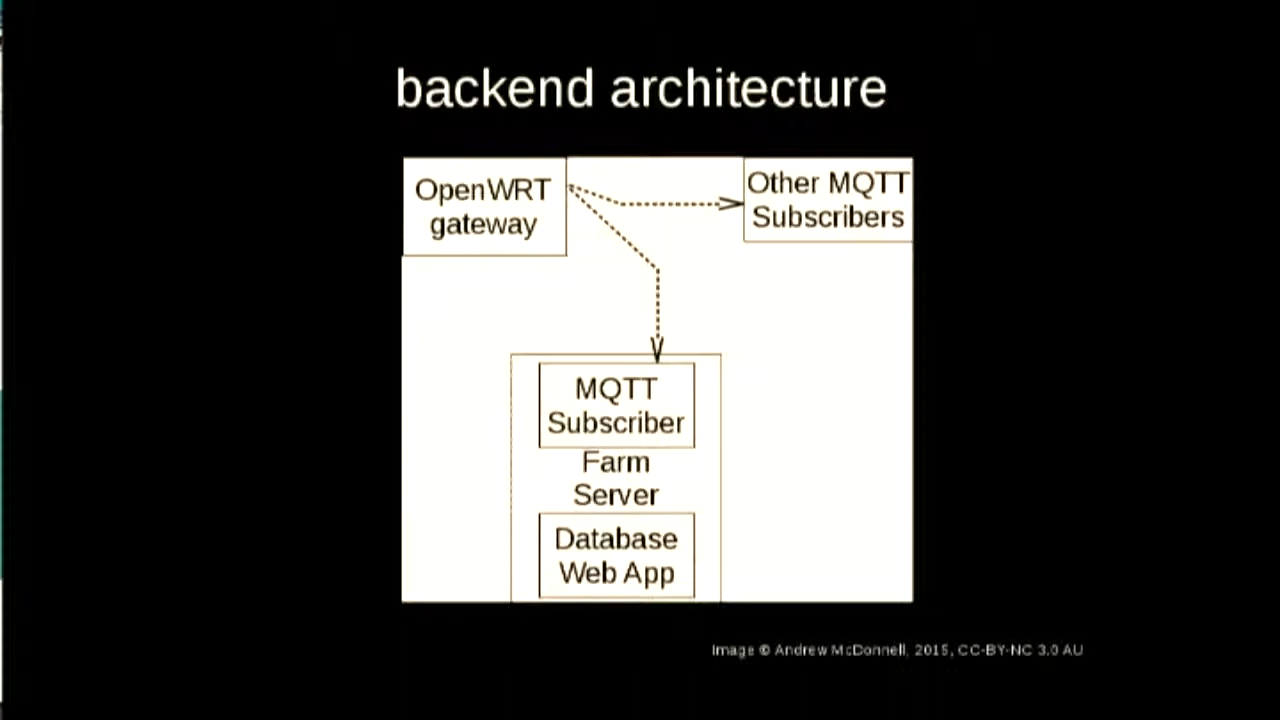 backend architecture
OpenWRT
gateway
Other MQTT
Subscribers
MQTT
Subscriber
Farm
Server
Database
Web App
Image © Andrew McDonnell, 2015, CC-BY-NC 3.0 AU